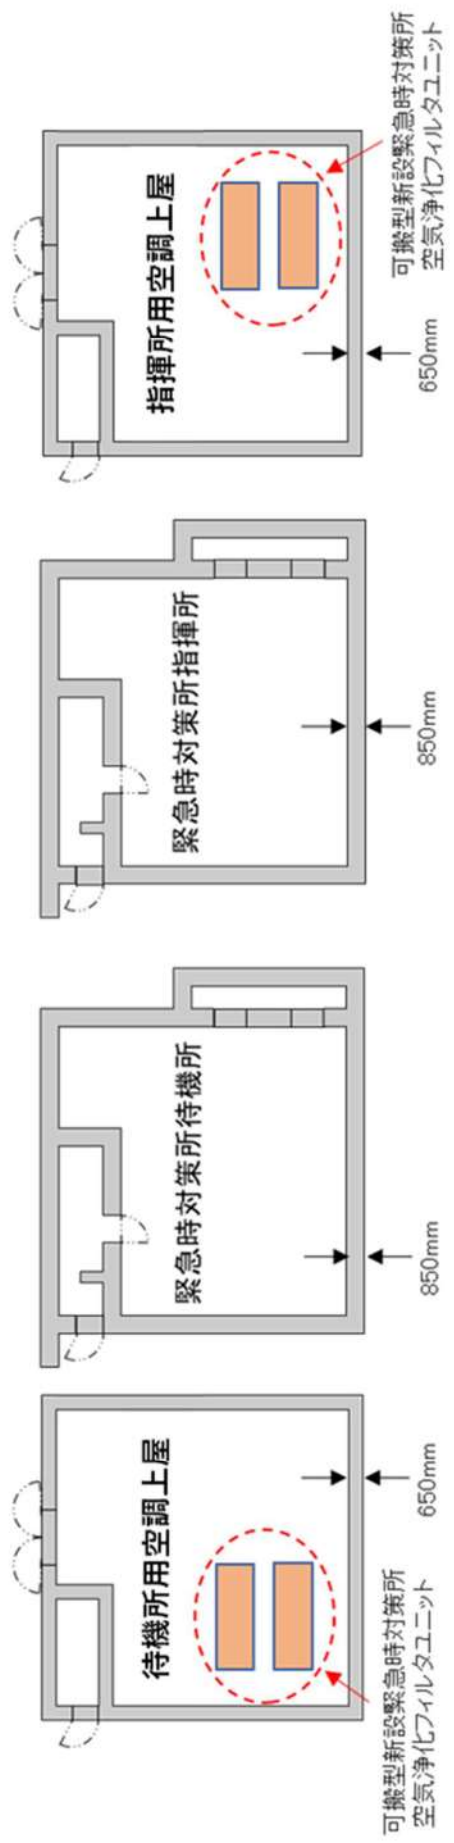 待機所用空調上屋
650mm
可搬型新設緊急時対策所
空気浄化フィルタユニット
緊急時対策所待機所
850mm
緊急時対策所指揮所
850mm
指揮所用空調上屋
650mm
可搬型新設緊急時対策所
空気浄化フィルタユニット